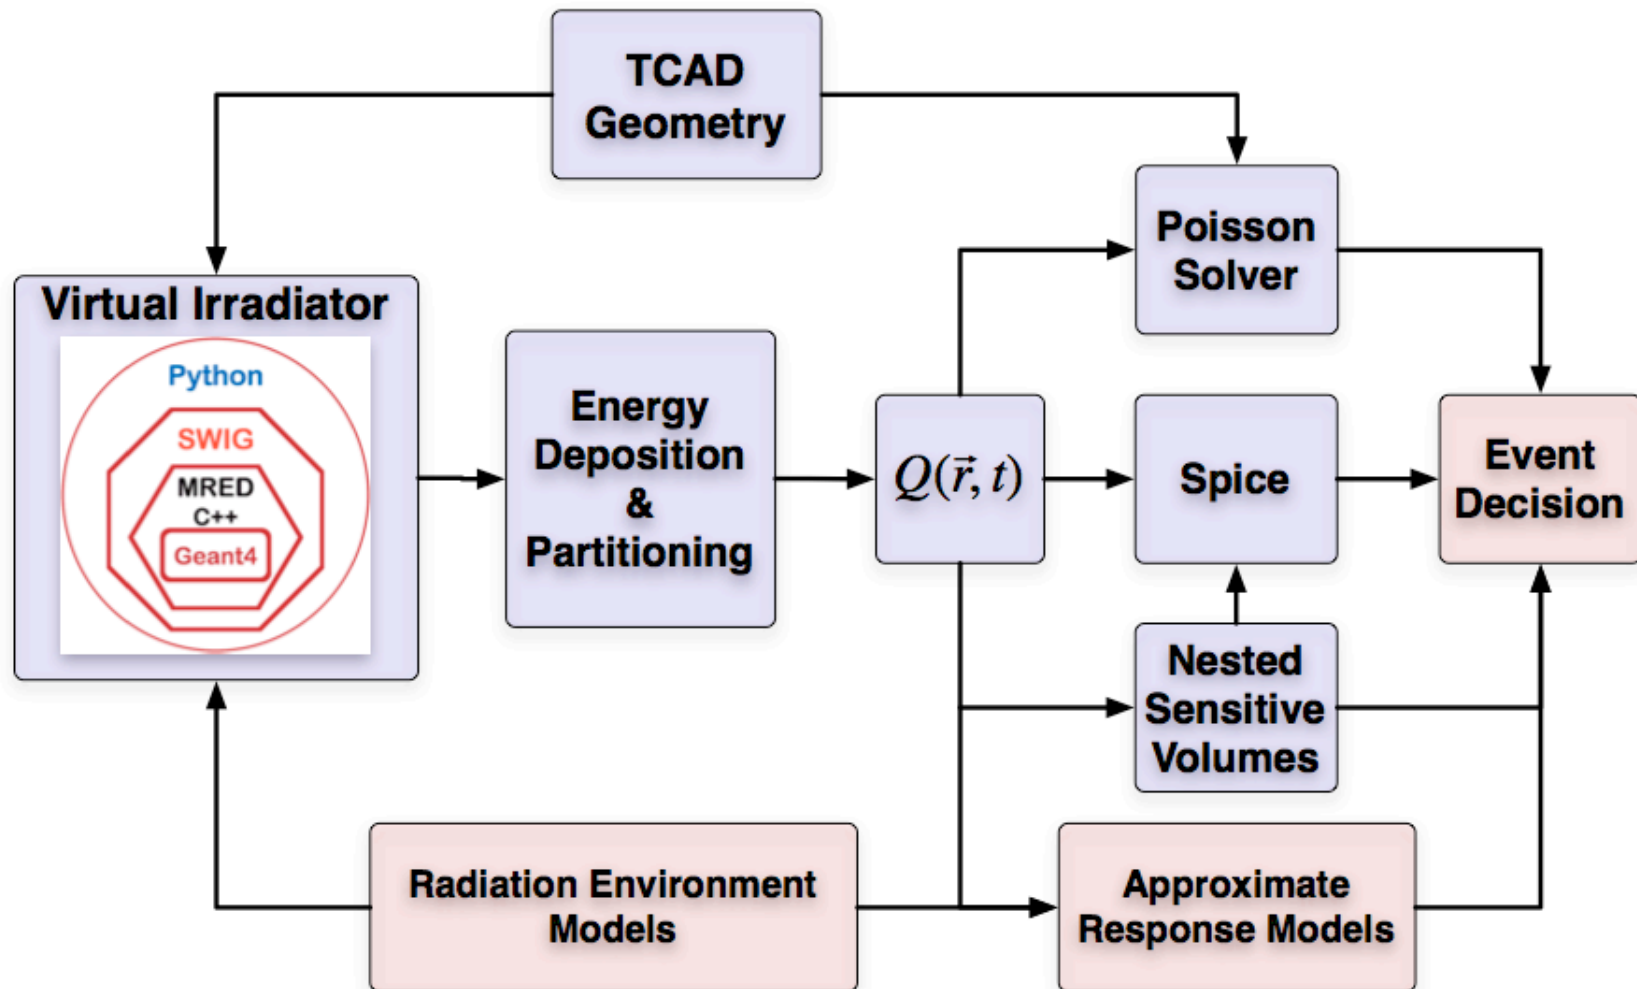 TCAD
Geometry
Poisson
Solver
Virtual Irradiator
Python
SWIG
MRED
C++
Geant4
Energy
Deposition
&
Partitioning
Q(r⃗, t)
Spice
Event
Decision
Nested
Sensitive
Volumes
Radiation Environment
Models
Approximate
Response Models